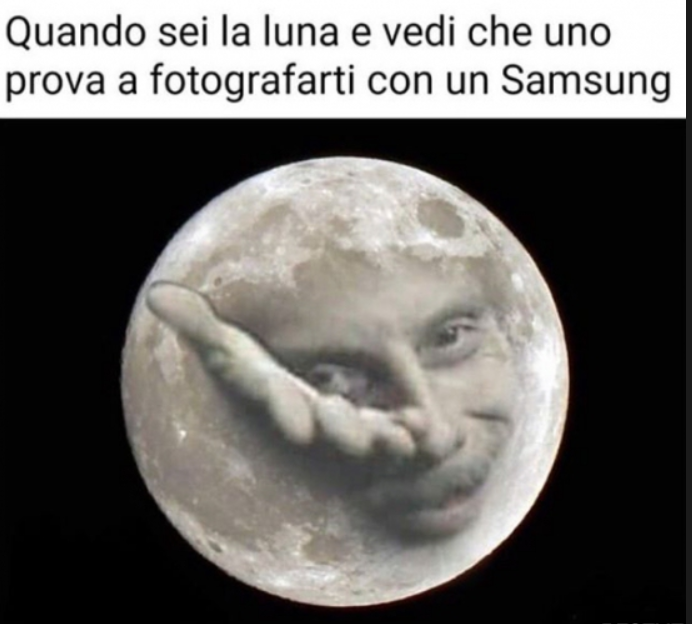 Quando sei la luna e vedi che uno
prova a fotografarti con un Samsung